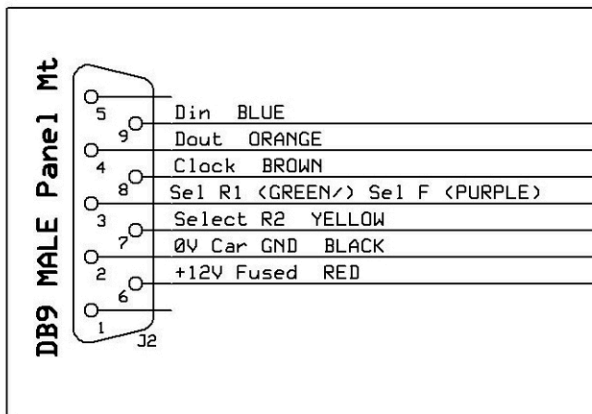 DB9 MALE Panel Mt
5
Din BLUE
9
Dout ORANGE
4
Clock BROWN
8
Sel R1 (GREEN/) Sel F (PURPLE)
3
Select R2 YELLOW
7
0V Car GND BLACK
2
+12V Fused RED
6
1
J2